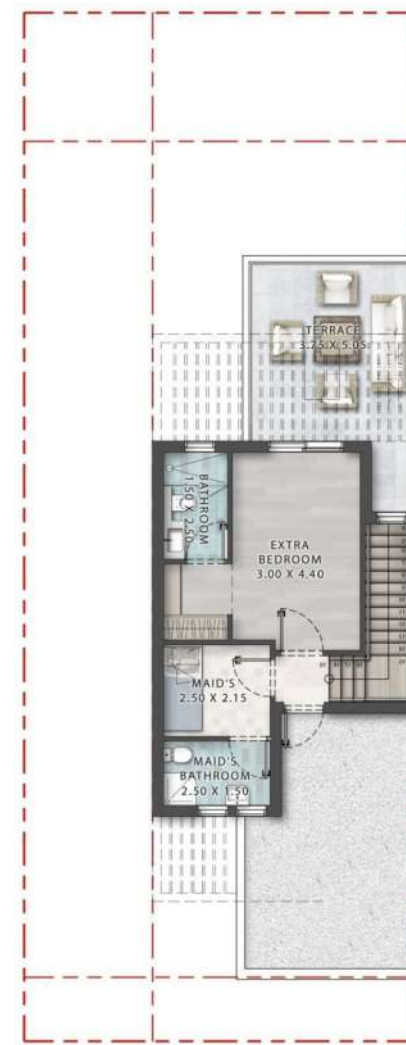 TERRACE
3.75 X 5.05
BATHROOM
1.50 X 2.50
EXTRA
BEDROOM
3.00 X 4.40
MAID'S
2.50 X 2.15
MAID'S
BATHROOM
2.50 X 1.50